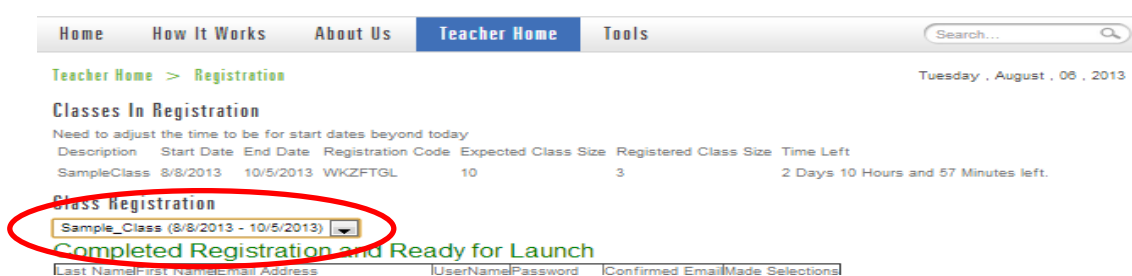 Home How It Works About Us Teacher Home Tools Search...
Teacher Home > Registration Tuesday , August , 06 , 2013
Classes In Registration
Need to adjust the time to be for start dates beyond today
Description Start Date End Date Registration Code Expected Class Size Registered Class Size Time Left
SampleClass 8/8/2013 10/5/2013 WKZFTGL 10 3 2 Days 10 Hours and 57 Minutes left.
Class Registration
Sample_Class (8/8/2013 - 10/5/2013)
Completed Registration and Ready for Launch
Last Name First Name Email Address UserName Password Confirmed Email Made Selections